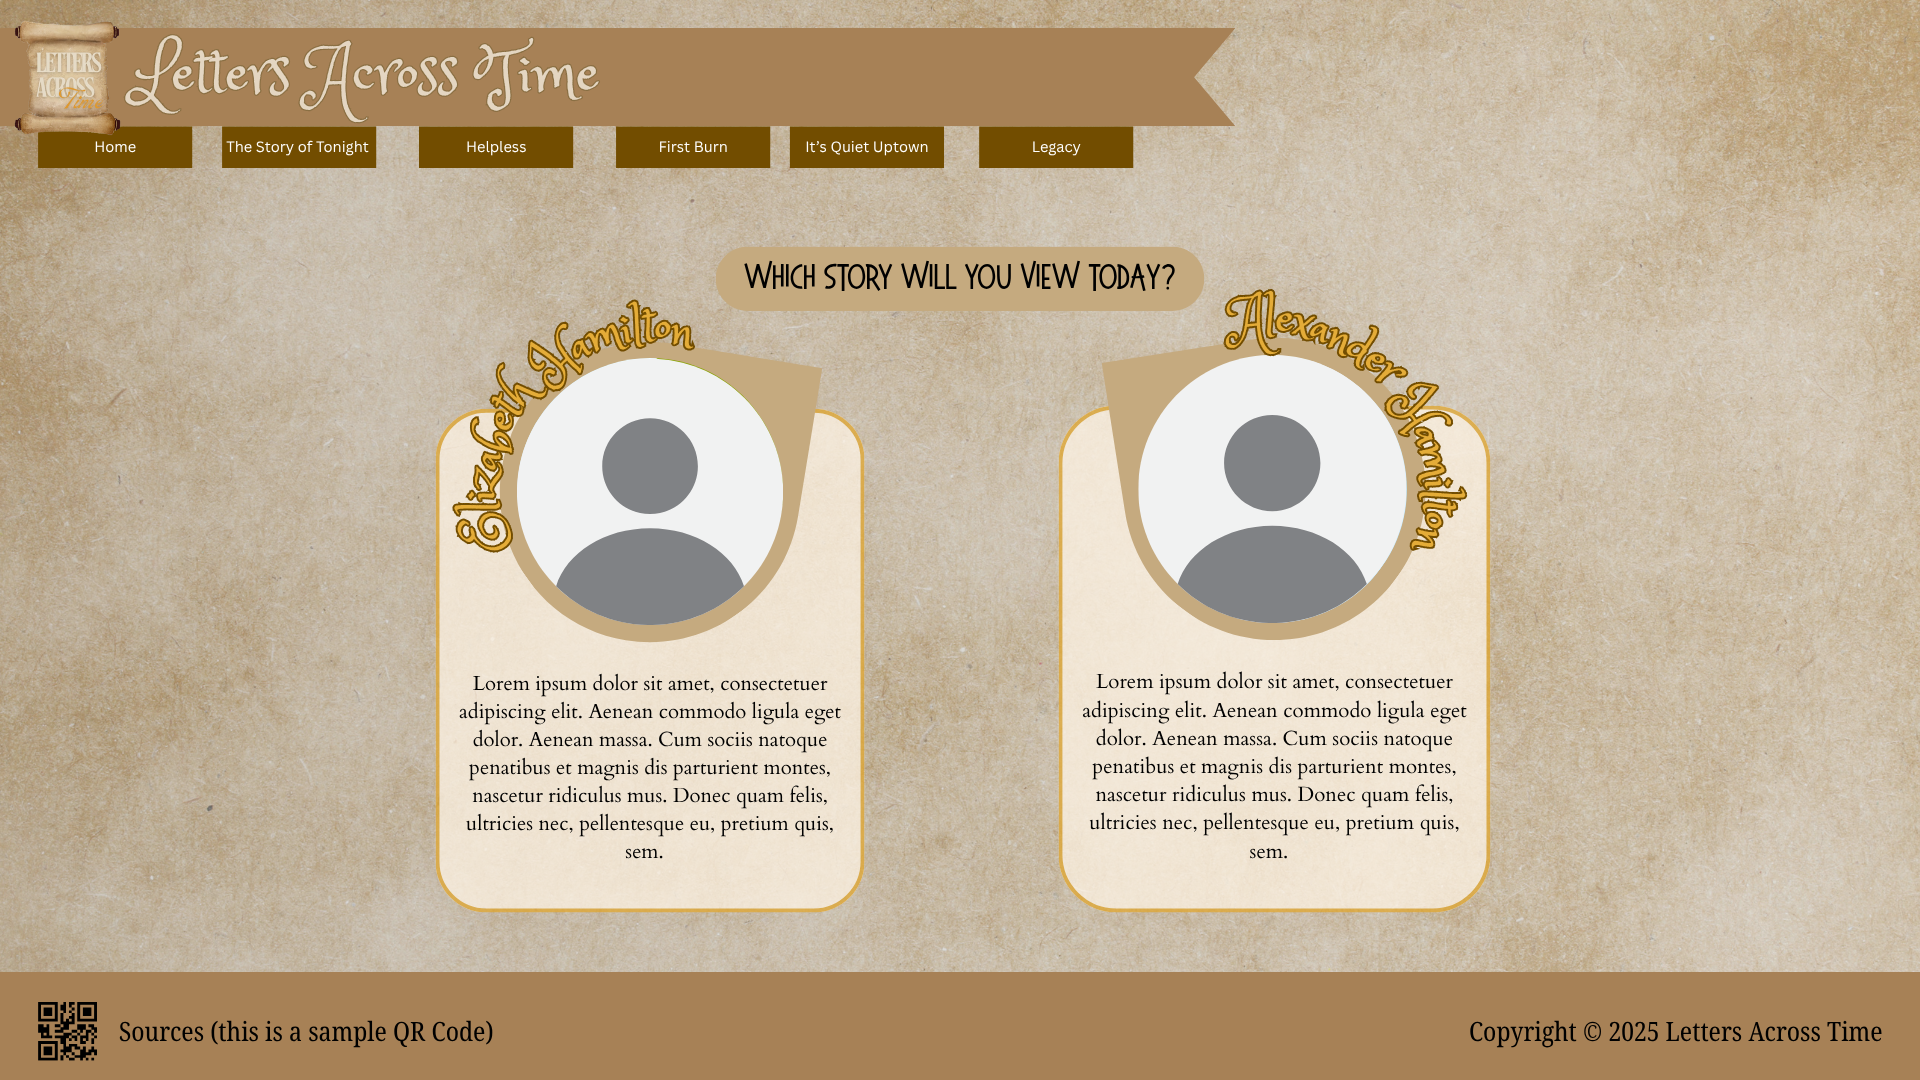 LETTERS
ACROSS
Time
Letters Across Time
Home
The Story of Tonight
Helpless
First Burn
It’s Quiet Uptown
Legacy
WHICH STORY WILL YOU VIEW TODAY?
Elizabeth Hamilton
Alexander Hamilton
Lorem ipsum dolor sit amet, consectetuer
adipiscing elit. Aenean commodo ligula eget
dolor. Aenean massa. Cum sociis natoque
penatibus et magnis dis parturient montes,
nascetur ridiculus mus. Donec quam felis,
ultricies nec, pellentesque eu, pretium quis,
sem.
Lorem ipsum dolor sit amet, consectetuer
adipiscing elit. Aenean commodo ligula eget
dolor. Aenean massa. Cum sociis natoque
penatibus et magnis dis parturient montes,
nascetur ridiculus mus. Donec quam felis,
ultricies nec, pellentesque eu, pretium quis,
sem.
Sources (this is a sample QR Code)
Copyright © 2025 Letters Across Time